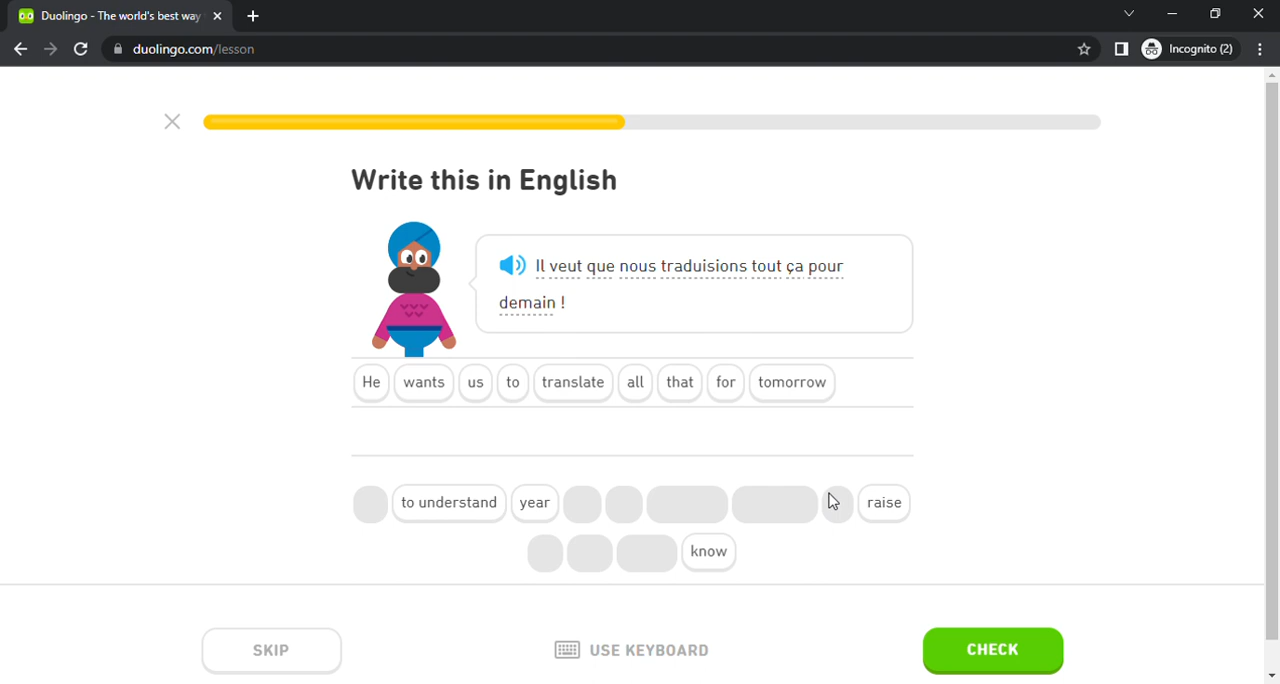 Duolingo - The world's best way
duolingo.com/lesson
Incognito (2)
Write this in English
Il veut que nous traduisions tout ça pour
demain !
He wants us to translate all that for tomorrow
to understand year raise
know
SKIP USE KEYBOARD CHECK